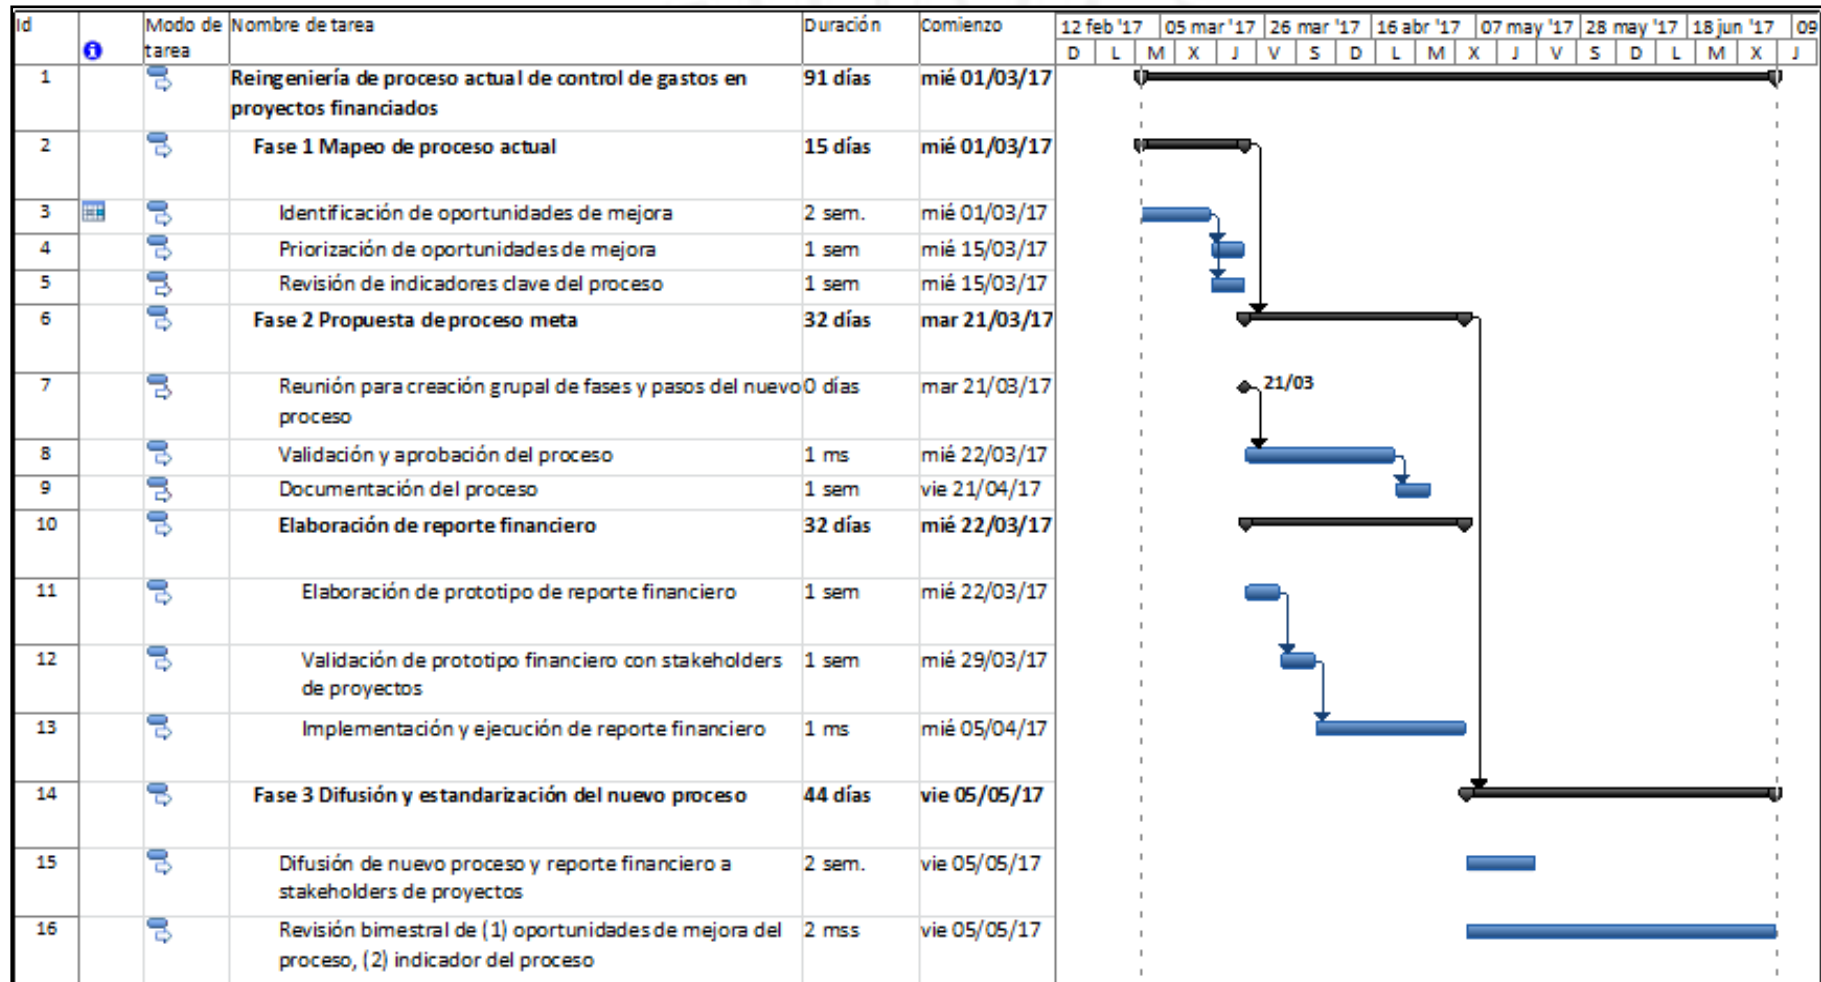 Id Modo de Nombre de tarea Duración Comienzo 12 feb '17 05 mar '17 26 mar '17 16 abr '17 07 may '17 28 may '17 18 jun '17 09
tarea D L M X J V S D L M X J V S D L M X J
1 Reingeniería de proceso actual de control de gastos en 91 días mié 01/03/17
proyectos financiados
2 Fase 1 Mapeo de proceso actual 15 días mié 01/03/17
3 Identificación de oportunidades de mejora 2 sem. mié 01/03/17
4 Priorización de oportunidades de mejora 1 sem mié 15/03/17
5 Revisión de indicadores clave del proceso 1 sem mié 15/03/17
6 Fase 2 Propuesta de proceso meta 32 días mar 21/03/17
7 Reunión para creación grupal de fases y pasos del nuevo 0 días mar 21/03/17 21/03
proceso
8 Validación y aprobación del proceso 1 ms mié 22/03/17
9 Documentación del proceso 1 sem vie 21/04/17
10 Elaboración de reporte financiero 32 días mié 22/03/17
11 Elaboración de prototipo de reporte financiero 1 sem mié 22/03/17
12 Validación de prototipo financiero con stakeholders 1 sem mié 29/03/17
de proyectos
13 Implementación y ejecución de reporte financiero 1 ms mié 05/04/17
14 Fase 3 Difusión y estandarización del nuevo proceso 44 días vie 05/05/17
15 Difusión de nuevo proceso y reporte financiero a 2 sem. vie 05/05/17
stakeholders de proyectos
16 Revisión bimestral de (1) oportunidades de mejora del 2 mss vie 05/05/17
proceso, (2) indicador del proceso